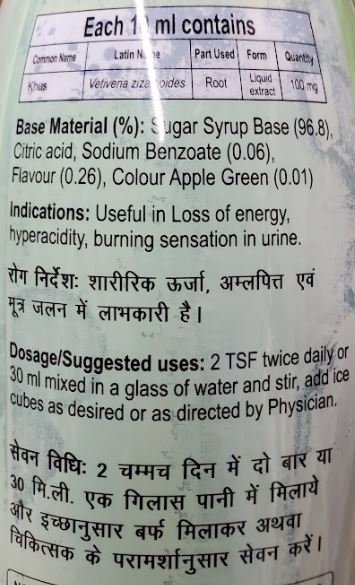 Each 10 ml contains
Common Name Latin Name Part Used Form Quantity
Khus Vetiveria zizanoides Root Liquid extract 100 mg
Base Material (%): Sugar Syrup Base (96.8),
Citric acid, Sodium Benzoate (0.06),
Flavour (0.26), Colour Apple Green (0.01)
Indications: Useful in Loss of energy,
hyperacidity, burning sensation in urine.
रोग निर्देशः शारीरिक ऊर्जा, अम्लपित्त एवं
मूत्र जलन में लाभकारी है।
Dosage/Suggested uses: 2 TSF twice daily or
30 ml mixed in a glass of water and stir, add ice
cubes as desired or as directed by Physician.
सेवन विधिः 2 चम्मच दिन में दो बार या
30 मि.ली. एक गिलास पानी में मिलाये
और इच्छानुसार बर्फ मिलाकर अथवा
चिकित्सक के परामर्शानुसार सेवन करें।